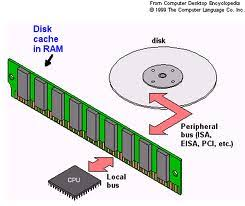 From Computer Desktop Encyclopedia
© 1999 The Computer Language Co. Inc.
Disk
cache
in RAM
disk
Peripheral
bus (ISA,
EISA, PCI, etc.)
Local
bus
CPU